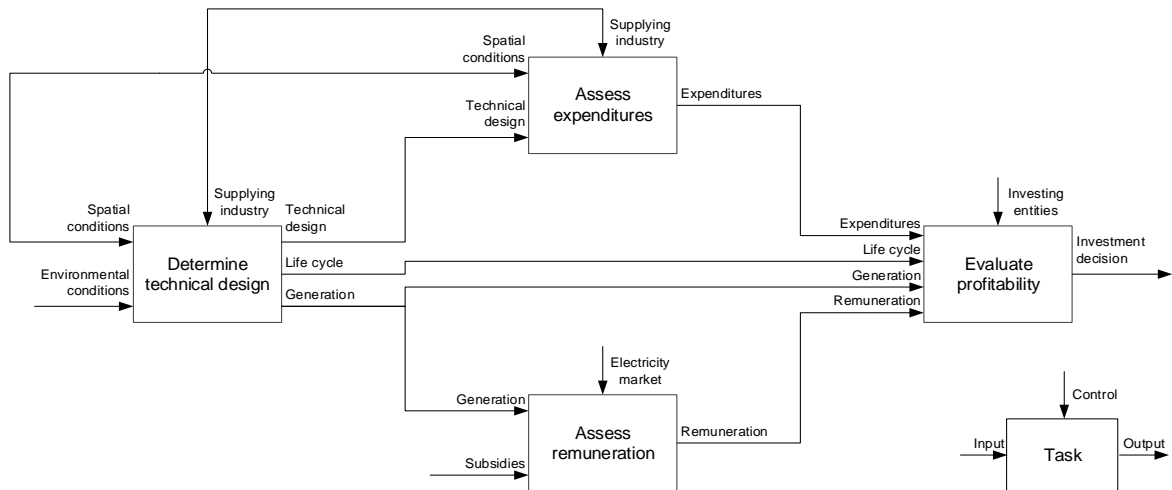 Supplying
industry
Spatial
conditions
Technical
design
Assess
expenditures
Expenditures
Supplying
industry
Spatial
conditions
Environmental
conditions
Determine
technical design
Technical
design
Life cycle
Generation
Investing
entities
Expenditures
Life cycle
Generation
Remuneration
Evaluate
profitability
Investment
decision
Electricity
market
Generation
Subsidies
Assess
remuneration
Remuneration
Control
Input
Task
Output